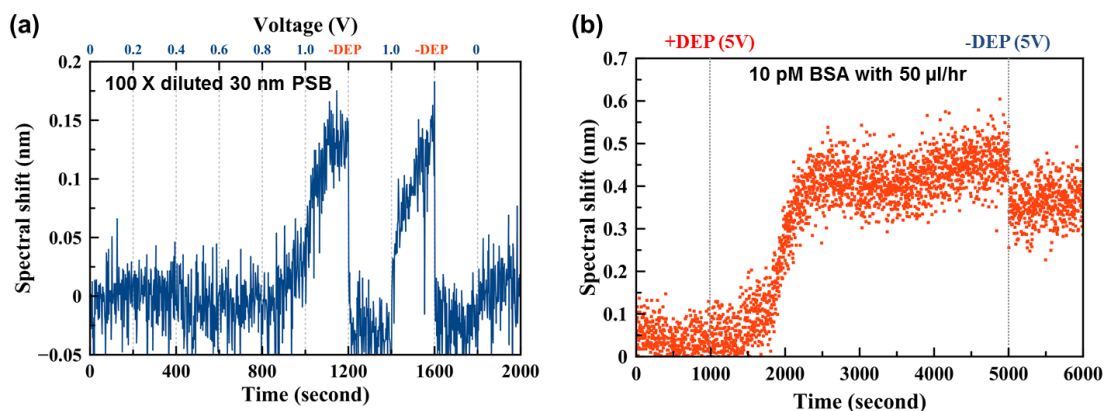 (a)
Voltage (V)
0 0.2 0.4 0.6 0.8 1.0 -DEP 1.0 -DEP 0
100 X diluted 30 nm PSB
Spectral shift (nm)
0.20
0.15
0.10
0.05
0
−0.05
0 400 800 1200 1600 2000
Time (second)
(b)
+DEP (5V) -DEP (5V)
10 pM BSA with 50 µl/hr
Spectral shift (nm)
0.7
0.6
0.5
0.4
0.3
0.2
0.1
0
0 1000 2000 3000 4000 5000 6000
Time (second)